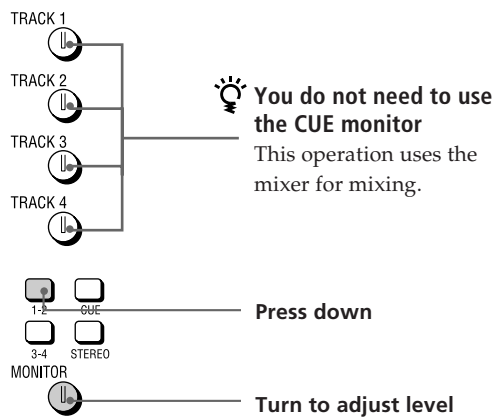 TRACK 1
TRACK 2
TRACK 3
TRACK 4
You do not need to use
the CUE monitor
This operation uses the
mixer for mixing.
1-2 CUE
Press down
3-4 STEREO
MONITOR
Turn to adjust level